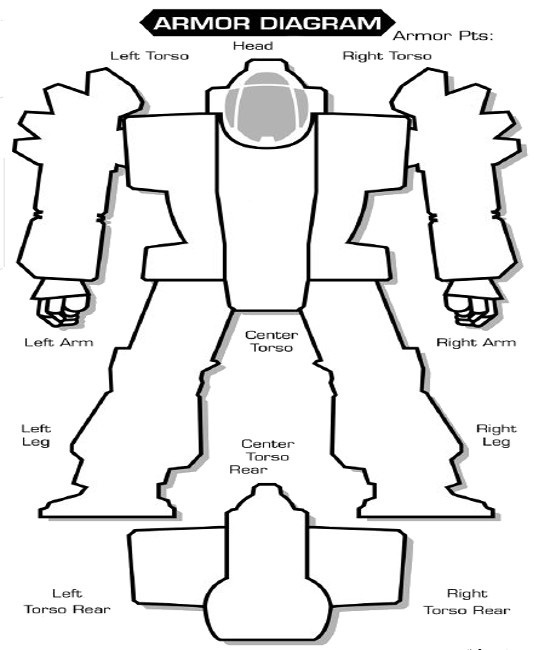 ARMOR DIAGRAM
Armor Pts:
Left Torso
Head
Right Torso
Left Arm
Center
Torso
Right Arm
Left
Leg
Right
Leg
Center
Torso
Rear
Left
Torso Rear
Right
Torso Rear